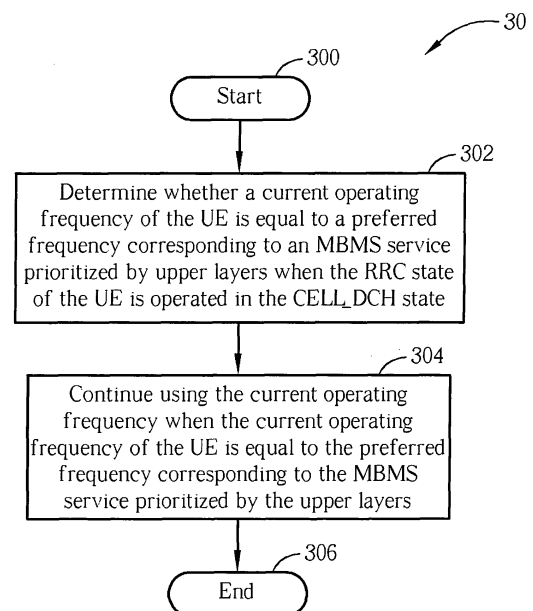 30
300
Start
302
Determine whether a current operating
frequency of the UE is equal to a preferred
frequency corresponding to an MBMS service
prioritized by upper layers when the RRC state
of the UE is operated in the CELL_DCH state
304
Continue using the current operating
frequency when the current operating
frequency of the UE is equal to the preferred
frequency corresponding to the MBMS
service prioritized by the upper layers
306
End